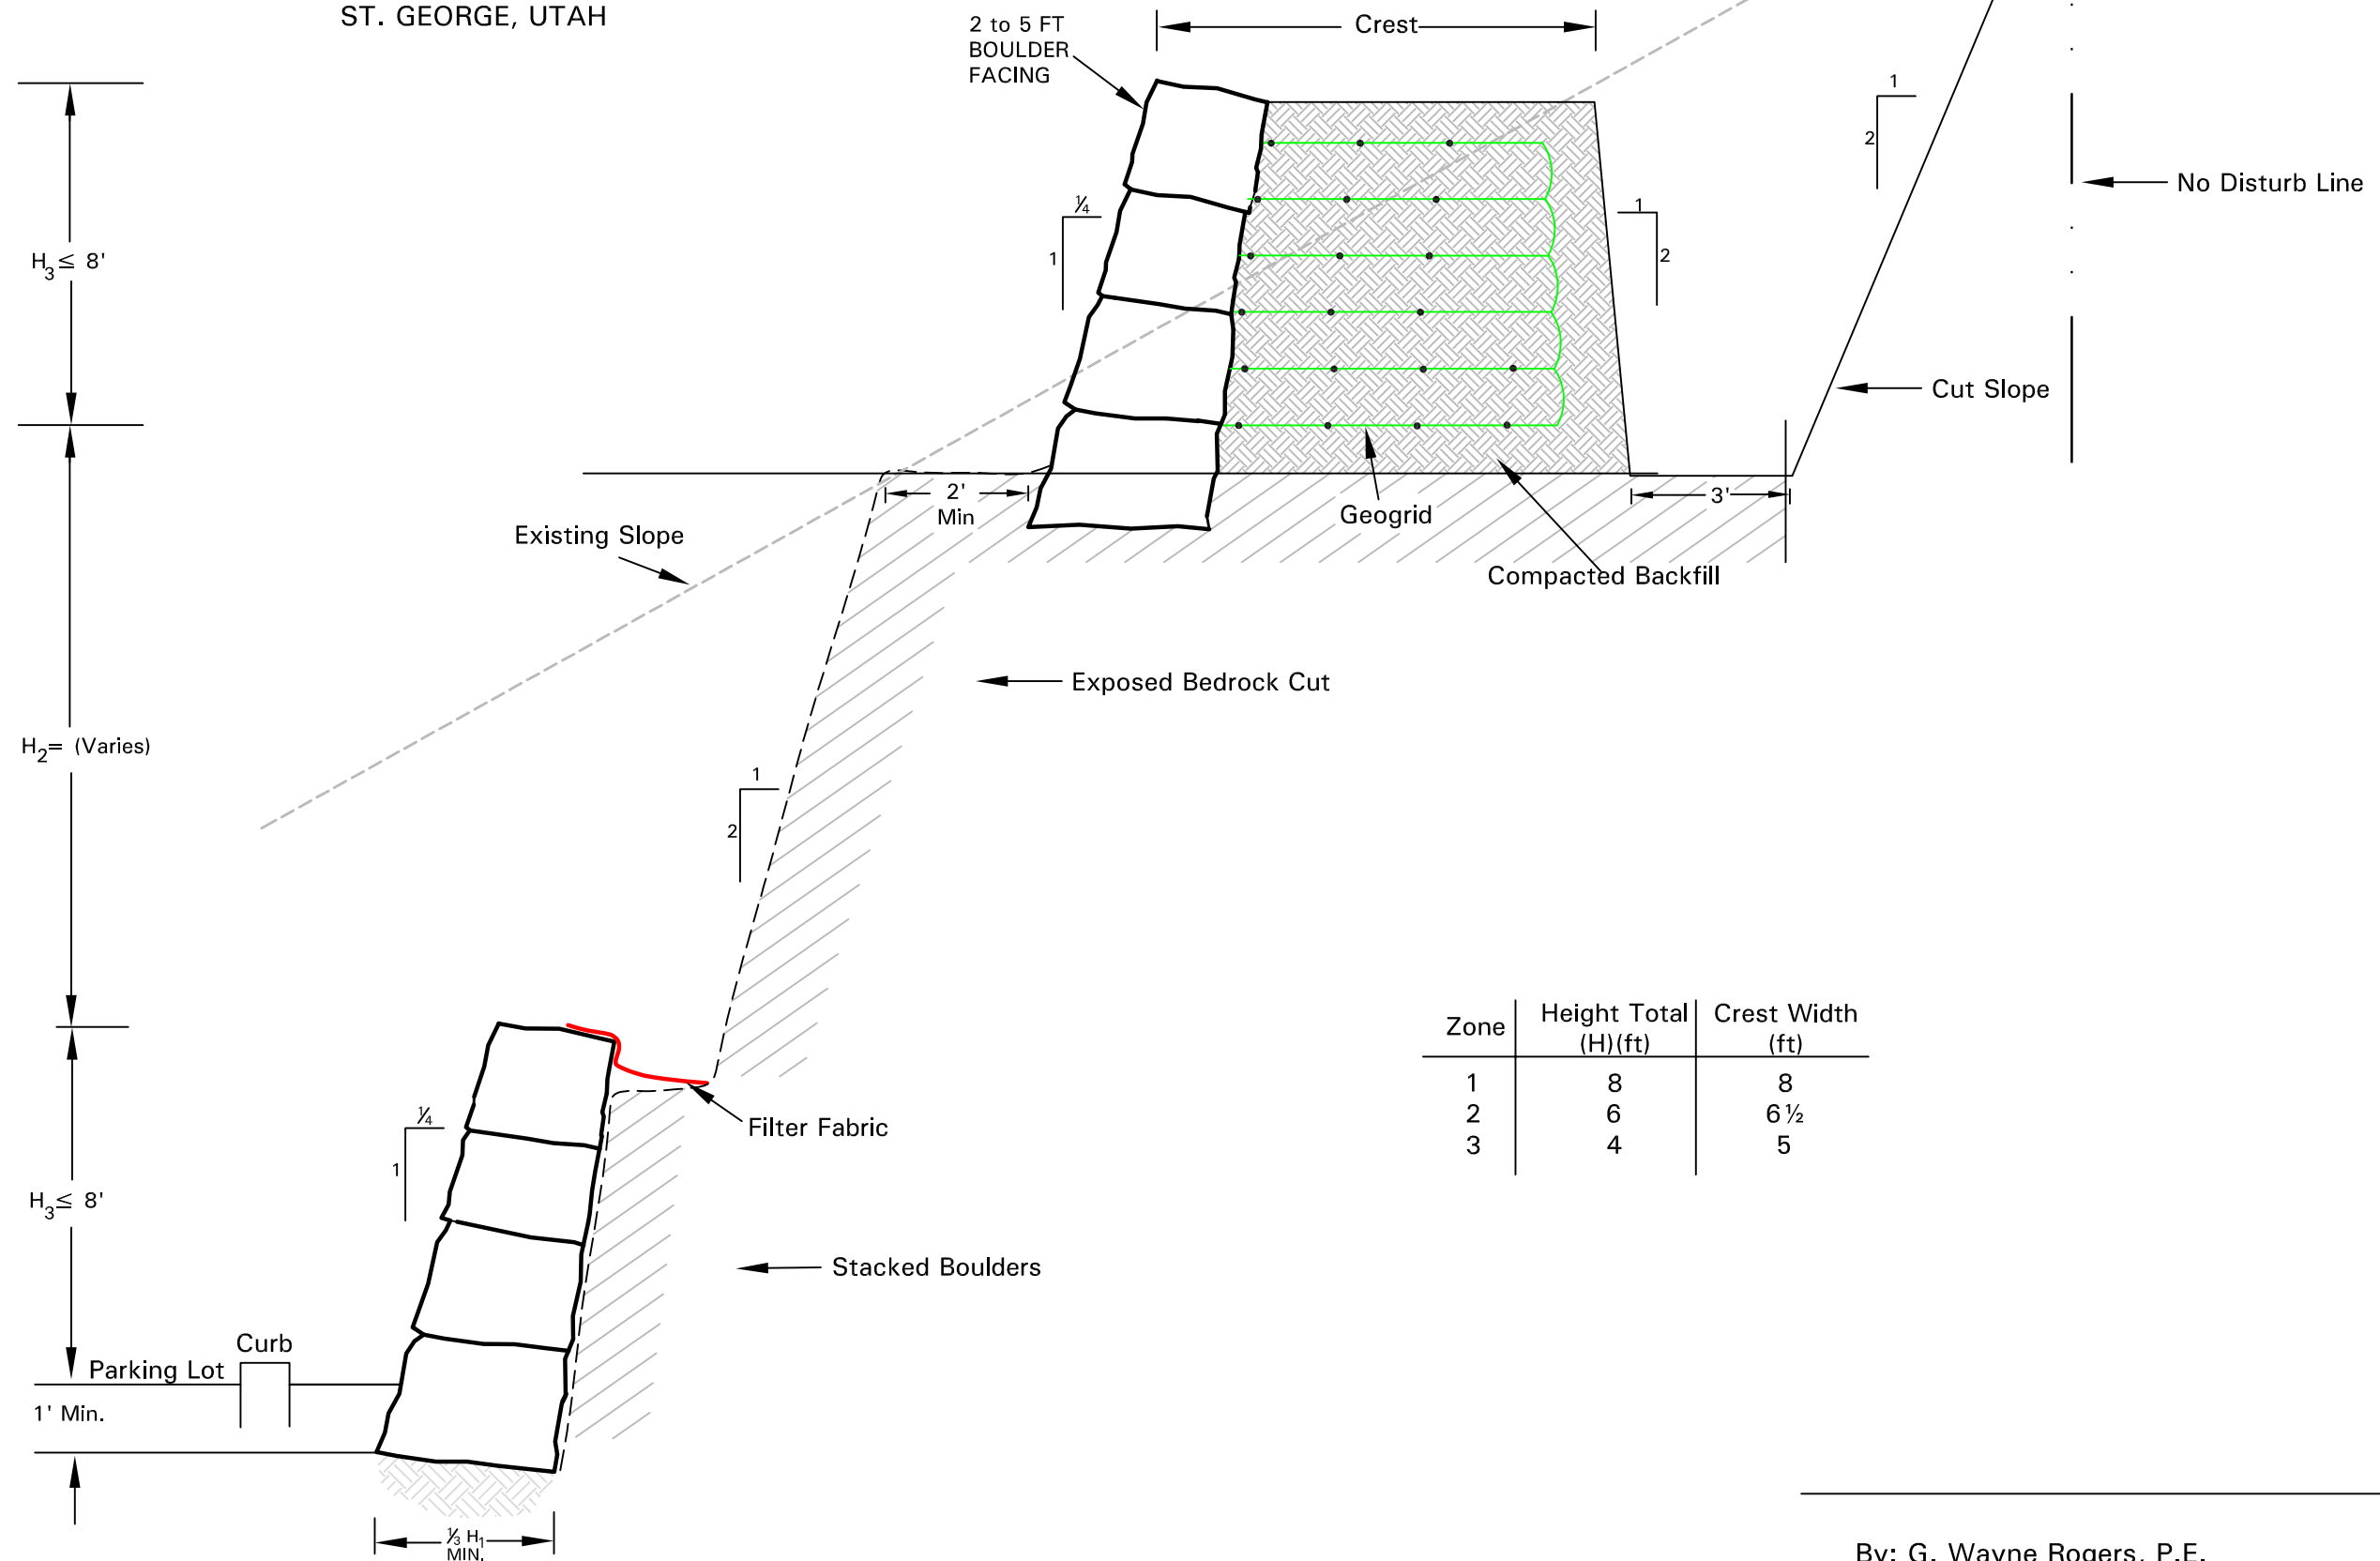 ST. GEORGE, UTAH
2 to 5 FT
BOULDER
FACING
Crest
1
2
No Disturb Line
H3 ≤ 8'
¼
1
1
2
Cut Slope
2'
Min
3'
Geogrid
Existing Slope
Compacted Backfill
Exposed Bedrock Cut
H2= (Varies)
1
2
Zone
Height Total
(H)(ft)
Crest Width
(ft)
1 8 8
2 6 6½
3 4 5
¼
1
Filter Fabric
H3 ≤ 8'
Stacked Boulders
Curb
Parking Lot
1' Min.
⅓ H1
MIN.
By: G. Wayne Rogers, P.E.